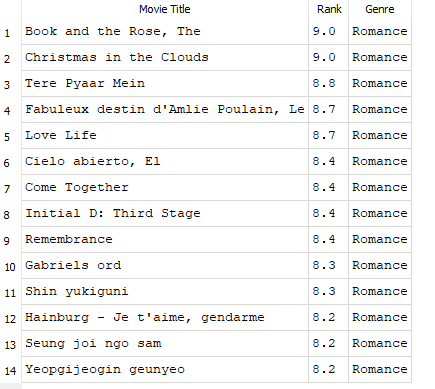 Movie Title Rank Genre
1 Book and the Rose, The 9.0 Romance
2 Christmas in the Clouds 9.0 Romance
3 Tere Pyaar Mein 8.8 Romance
4 Fabuleux destin d'Amlie Poulain, Le 8.7 Romance
5 Love Life 8.7 Romance
6 Cielo abierto, El 8.4 Romance
7 Come Together 8.4 Romance
8 Initial D: Third Stage 8.4 Romance
9 Remembrance 8.4 Romance
10 Gabriels ord 8.3 Romance
11 Shin yukiguni 8.3 Romance
12 Hainburg - Je t'aime, gendarme 8.2 Romance
13 Seung joi ngo sam 8.2 Romance
14 Yeopgijeogin geunyeo 8.2 Romance